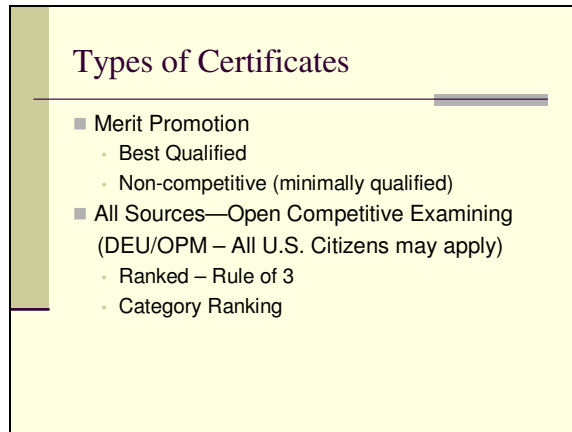 Types of Certificates
Merit Promotion
Best Qualified
Non-competitive (minimally qualified)
All Sources—Open Competitive Examining
(DEU/OPM – All U.S. Citizens may apply)
Ranked – Rule of 3
Category Ranking